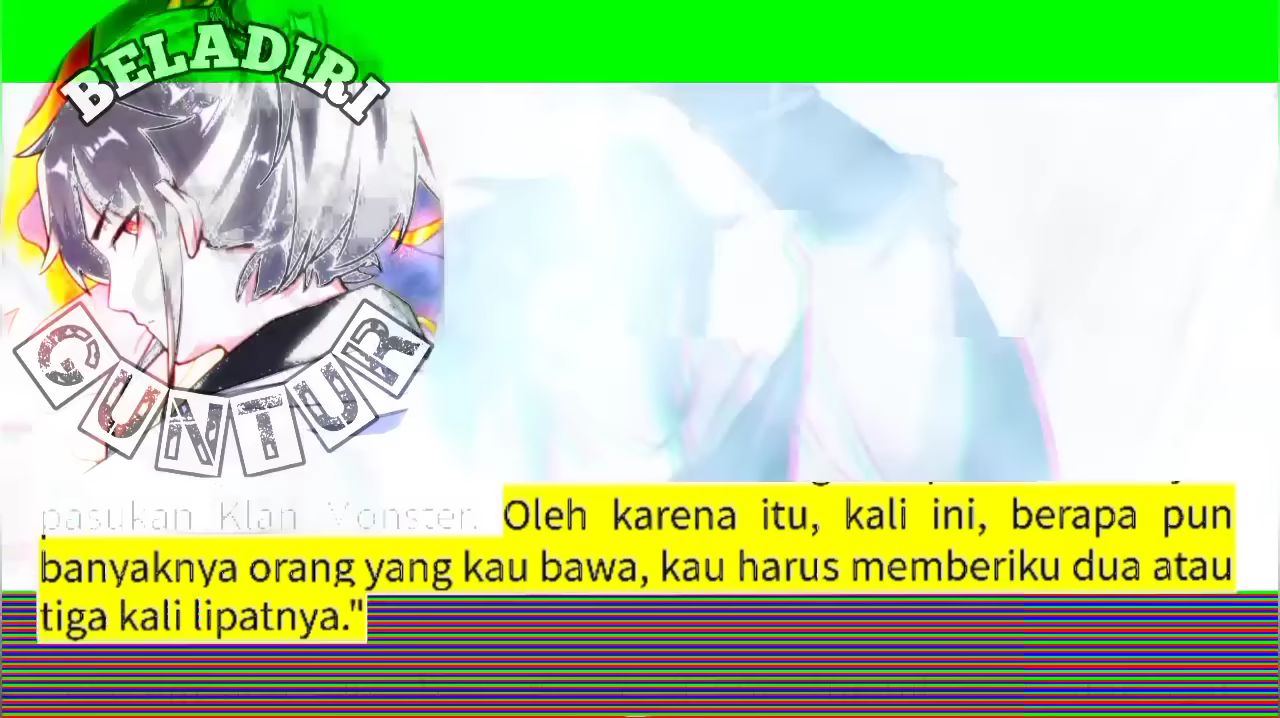 BELADIRI
GUNTUR
pasukan Klan Monster. Oleh karena itu, kali ini, berapa pun
banyaknya orang yang kau bawa, kau harus memberiku dua atau
tiga kali lipatnya."